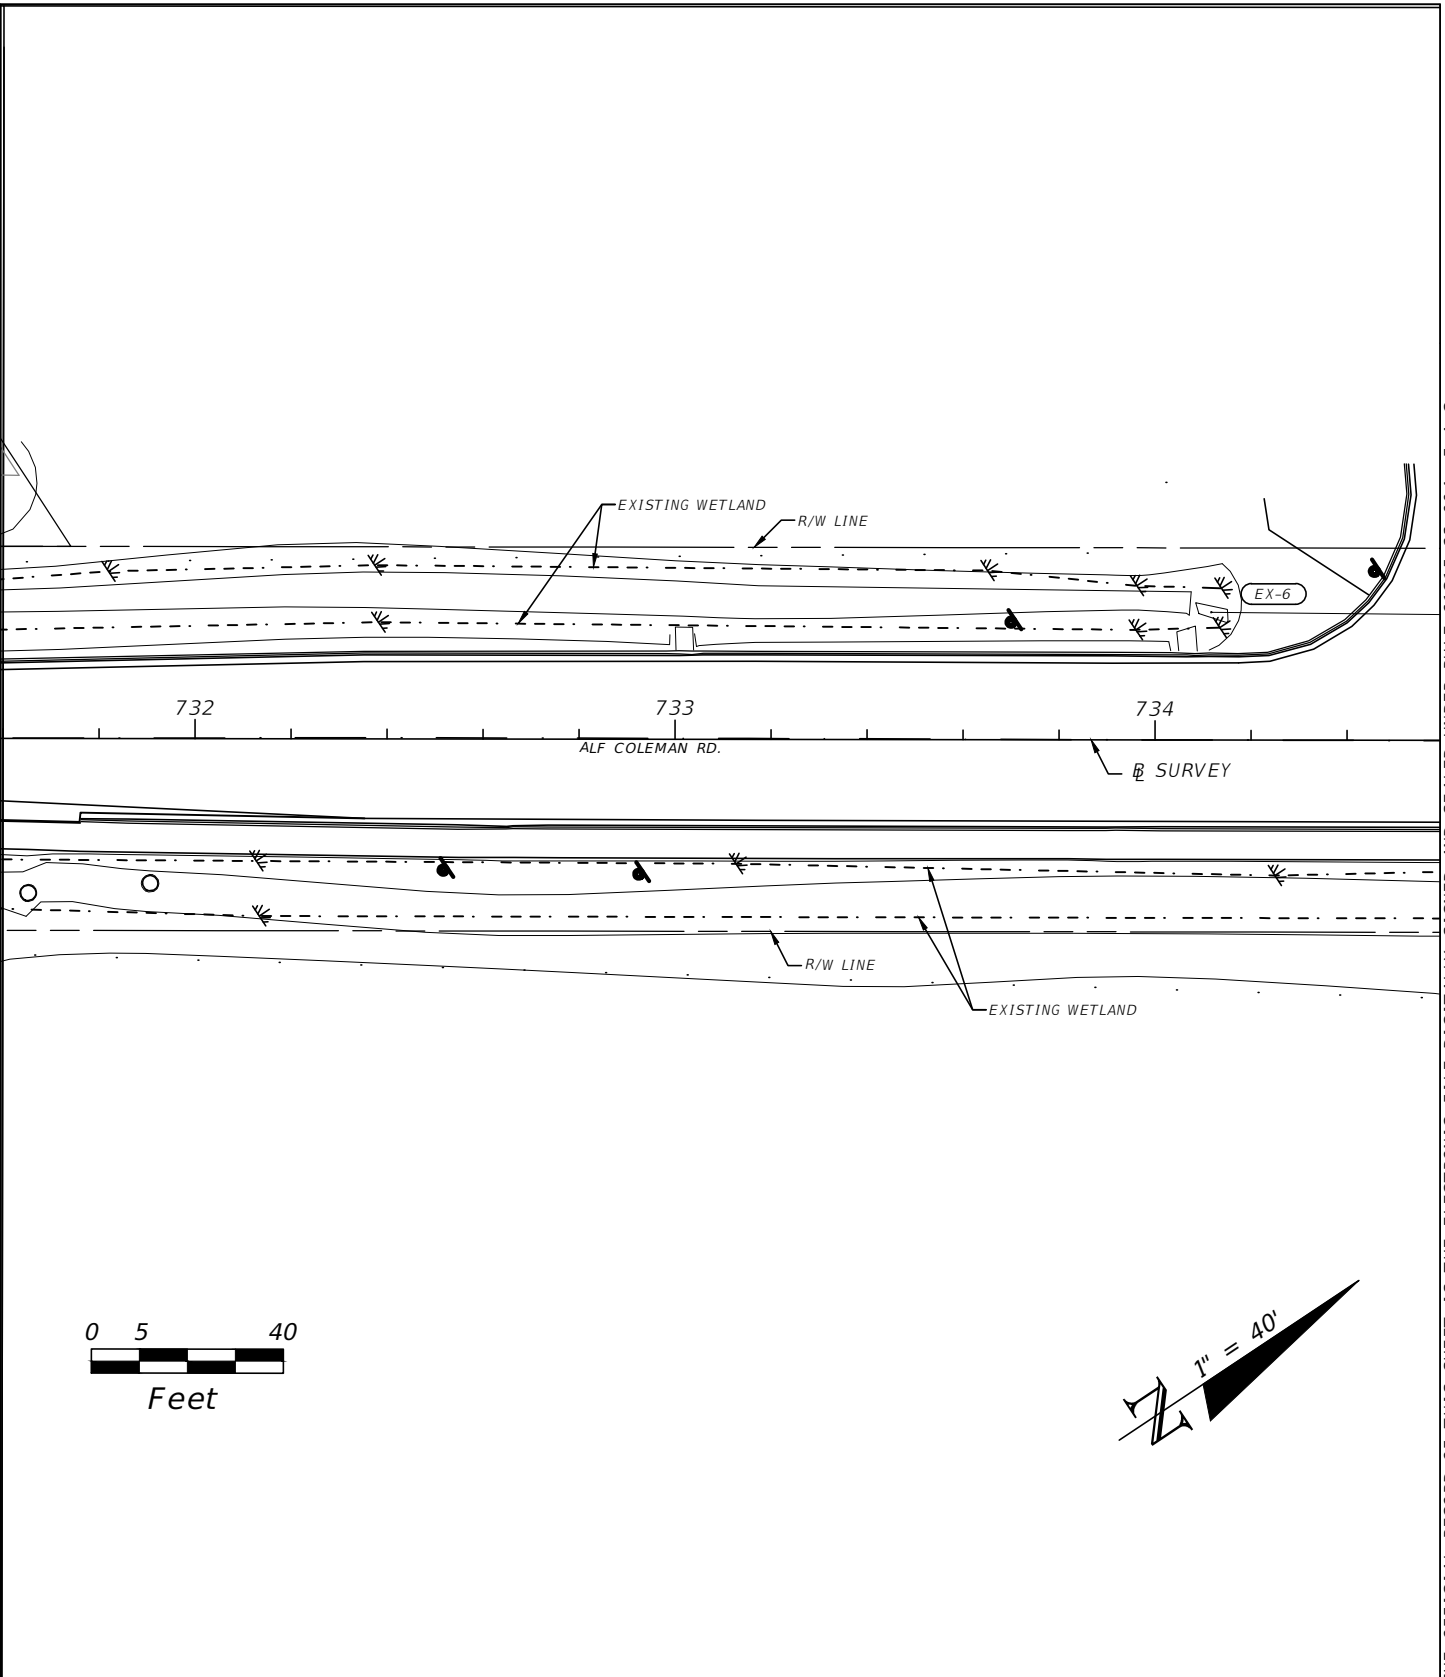 EXISTING WETLAND
R/W LINE
EX-6
732 733 734
ALF COLEMAN RD.
BL SURVEY
R/W LINE
EXISTING WETLAND
0 5 40
Feet
1" = 40'
N